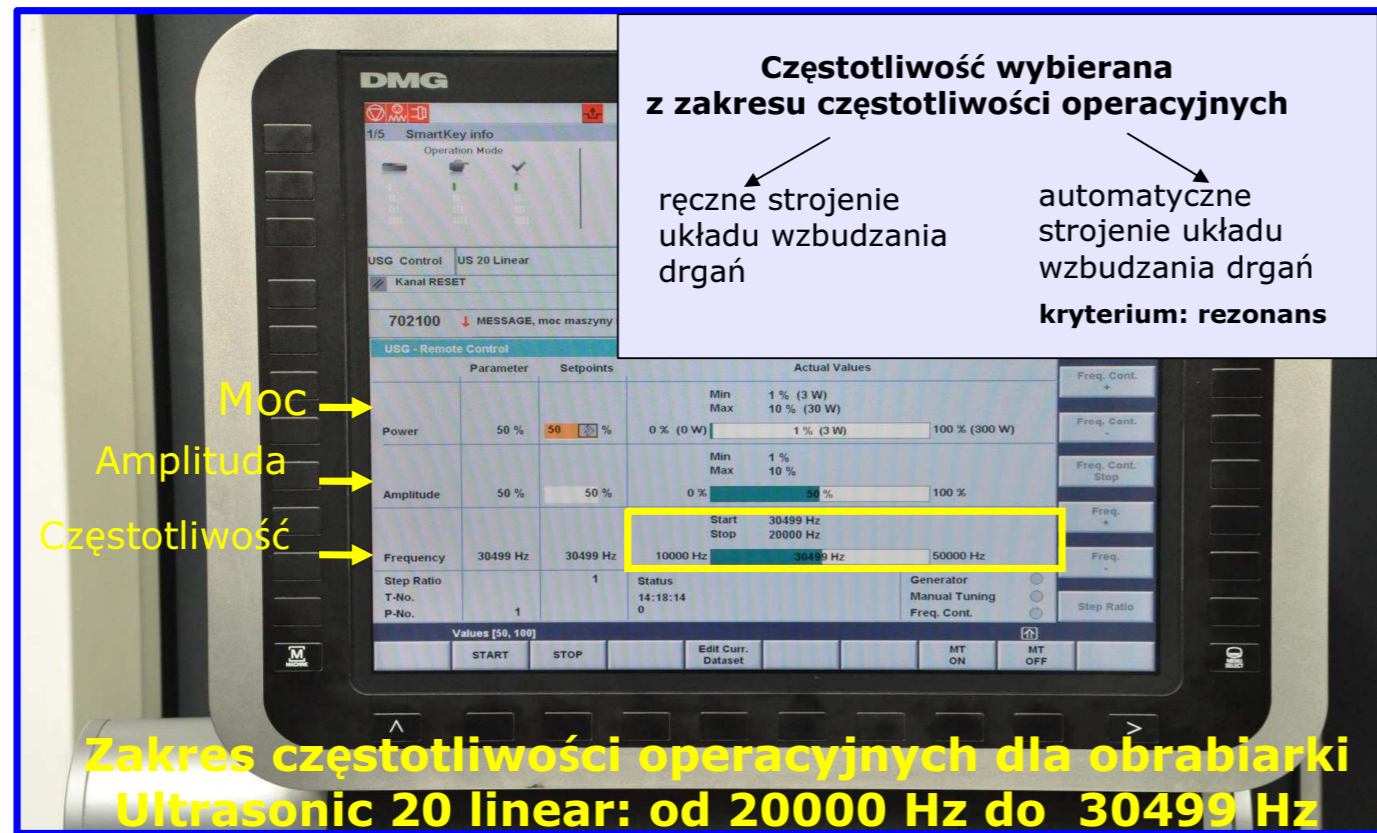 DMG
Częstotliwość wybierana
z zakresu częstotliwości operacyjnych
ręczne strojenie
układu wzbudzania
drgań
automatyczne
strojenie układu
wzbudzania drgań
kryterium: rezonans
1/5 SmartKey info
Operation Mode
USG Control US 20 Linear
Kanal RESET
702100 MESSAGE, moc maszyny
USG - Remote Control
Parameter Setpoints Actual Values
Freq. Cont. +
Moc
Min 1 % (3 W)
Max 10 % (30 W)
Power 50 % 50 % 0 % (0 W) 1 % (3 W) 100 % (300 W)
Freq. Cont. -
Amplituda
Min 1 %
Max 10 %
Freq. Cont. Stop
Amplitude 50 % 50 % 0 % 50 % 100 %
Częstotliwość
Start 30499 Hz
Stop 20000 Hz
Freq. +
Frequency 30499 Hz 30499 Hz 10000 Hz 30499 Hz 50000 Hz
Freq. -
Step Ratio 1 Status Generator
T-No. 14:18:14 Manual Tuning
P-No. 1 0 Freq. Cont.
Step Ratio
Values [50, 100]
M MACHINE
START STOP Edit Curr. Dataset MT ON MT OFF
MENU SELECT
Zakres częstotliwości operacyjnych dla obrabiarki
Ultrasonic 20 linear: od 20000 Hz do 30499 Hz